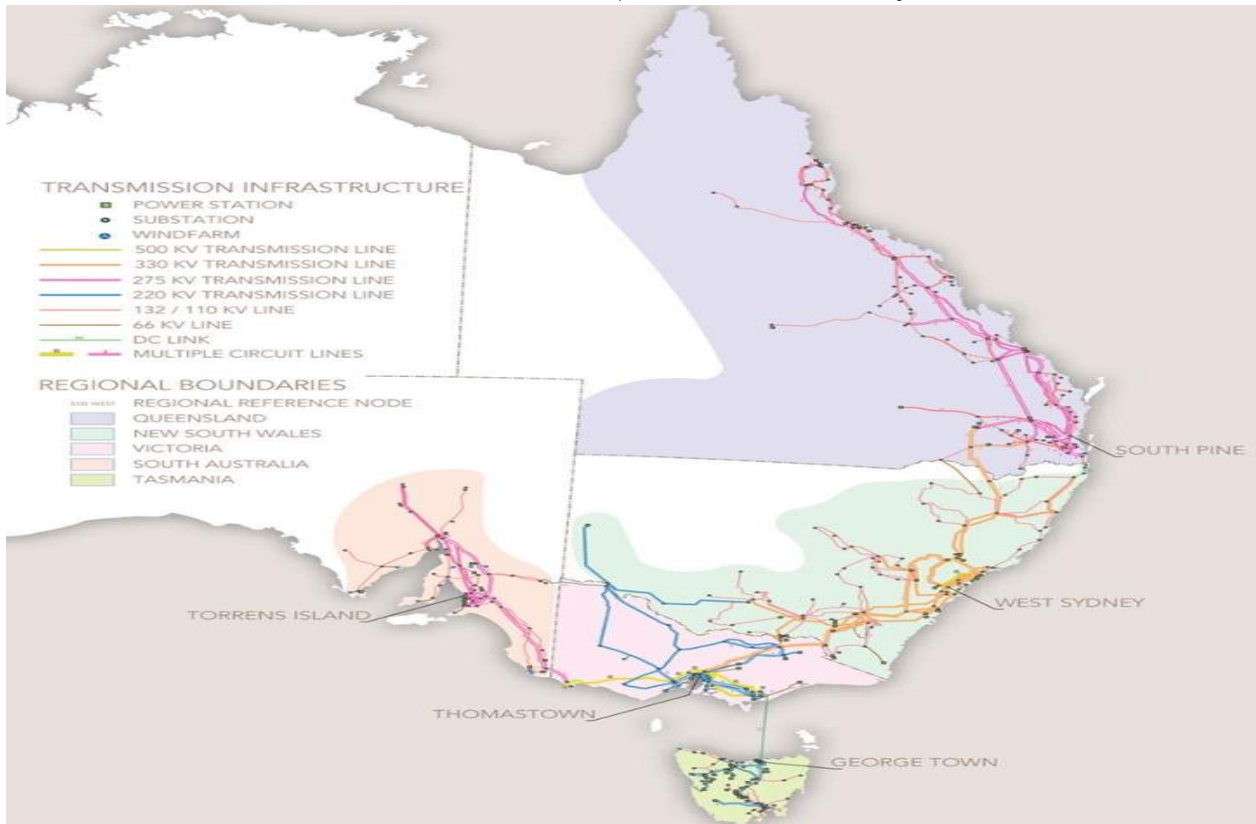 TRANSMISSION INFRASTRUCTURE
POWER STATION
SUBSTATION
WINDFARM
500 KV TRANSMISSION LINE
330 KV TRANSMISSION LINE
275 KV TRANSMISSION LINE
220 KV TRANSMISSION LINE
132 / 110 KV LINE
66 KV LINE
DC LINK
MULTIPLE CIRCUIT LINES
REGIONAL BOUNDARIES
SYD WEST REGIONAL REFERENCE NODE
QUEENSLAND
NEW SOUTH WALES
VICTORIA
SOUTH AUSTRALIA
TASMANIA
SOUTH PINE
WEST SYDNEY
TORRENS ISLAND
THOMASTOWN
GEORGE TOWN